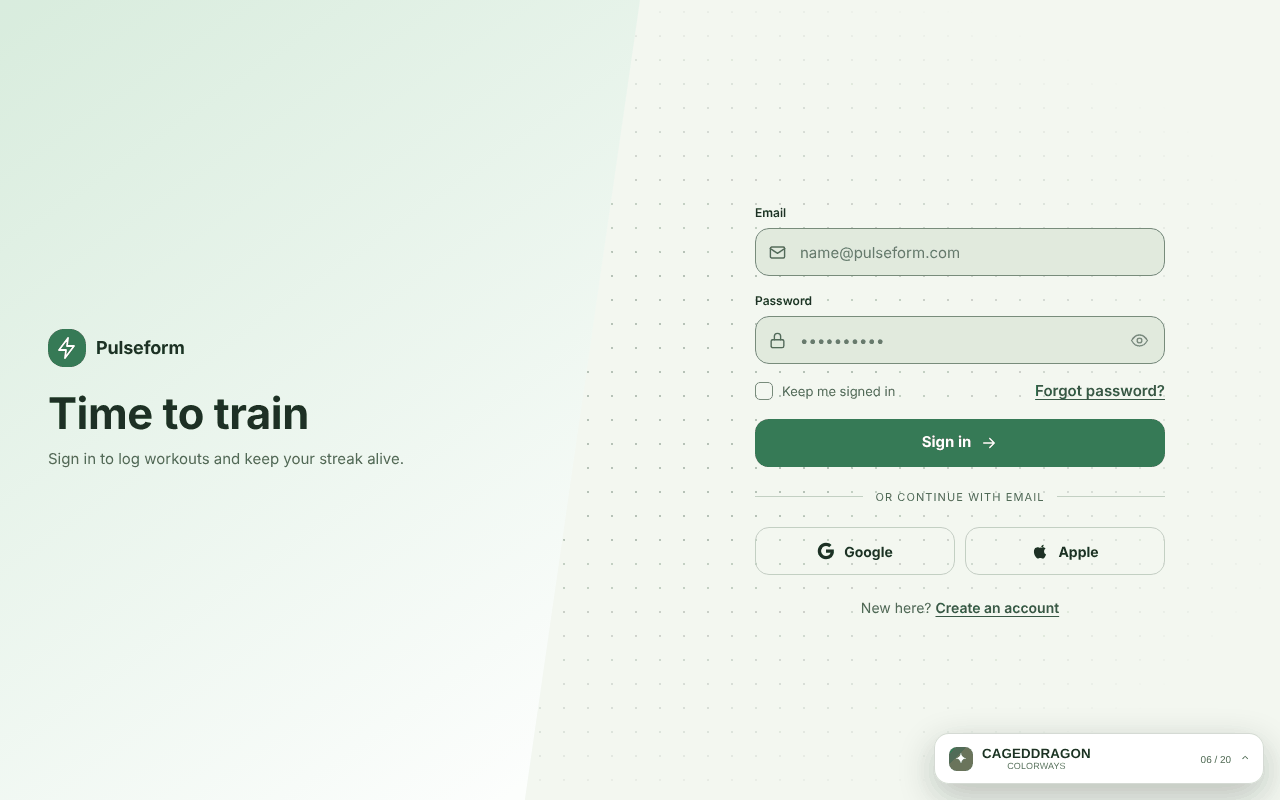 Pulseform
Time to train
Sign in to log workouts and keep your streak alive.
Email
name@pulseform.com
Password
Keep me signed in
Forgot password?
Sign in
OR CONTINUE WITH EMAIL
Google
Apple
New here? Create an account
CAGEDDRAGON
COLORWAYS
06 / 20